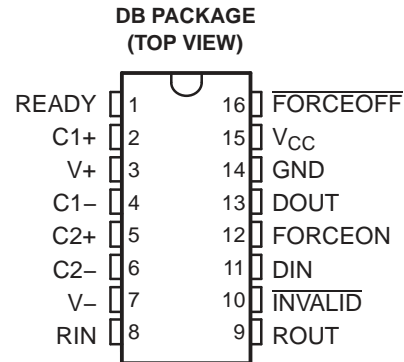 DB PACKAGE
(TOP VIEW)
READY 1 16 FORCEOFF
C1+ 2 15 VCC
V+ 3 14 GND
C1− 4 13 DOUT
C2+ 5 12 FORCEON
C2− 6 11 DIN
V− 7 10 INVALID
RIN 8 9 ROUT